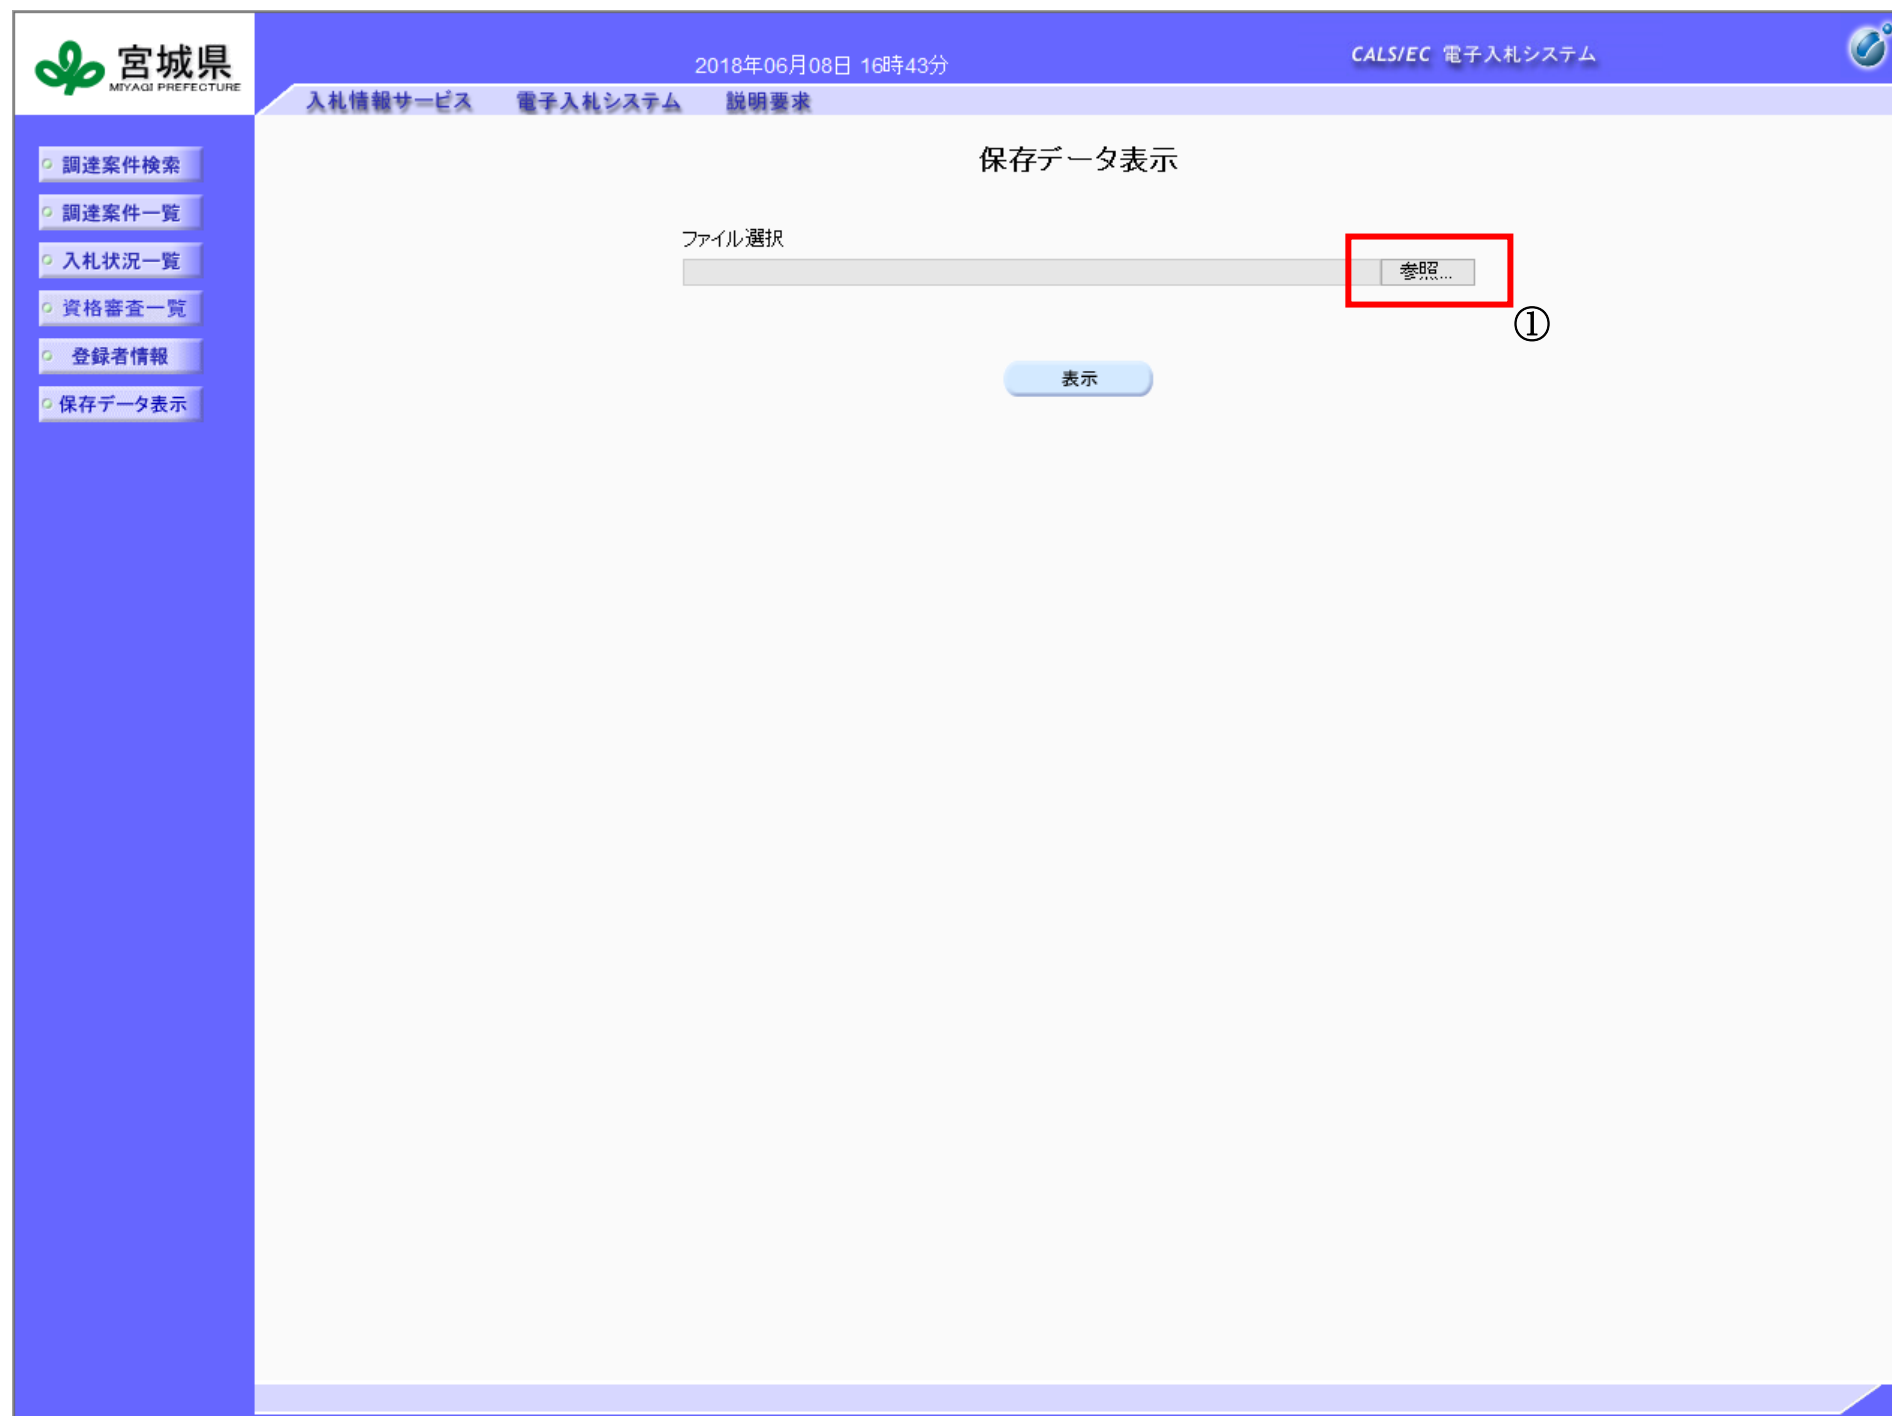 宮城県
MIYAGI PREFECTURE
2018年06月08日 16時43分
CALS/EC 電子入札システム
入札情報サービス 電子入札システム 説明要求
調達案件検索
調達案件一覧
入札状況一覧
資格審査一覧
登録者情報
保存データ表示
保存データ表示
ファイル選択
参照...
①
表示